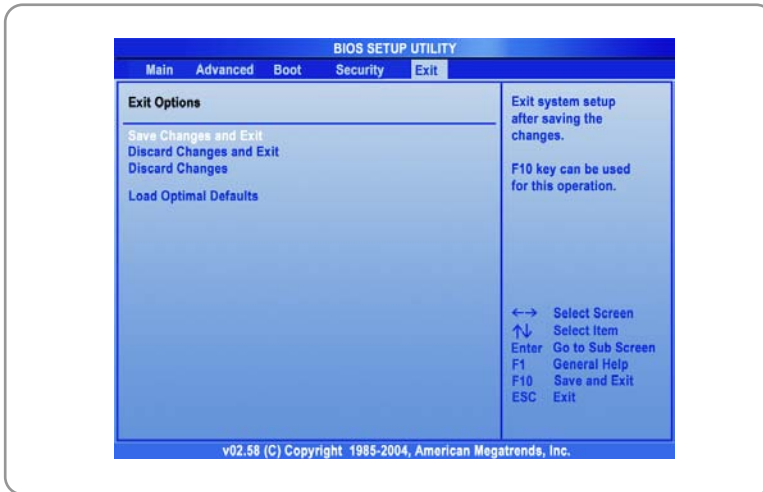 BIOS SETUP UTILITY
Main Advanced Boot Security Exit
Exit Options
Save Changes and Exit
Discard Changes and Exit
Discard Changes
Load Optimal Defaults
Exit system setup
after saving the
changes.
F10 key can be used
for this operation.
←→ Select Screen
↑↓ Select Item
Enter Go to Sub Screen
F1 General Help
F10 Save and Exit
ESC Exit
v02.58 (C) Copyright 1985-2004, American Megatrends, Inc.